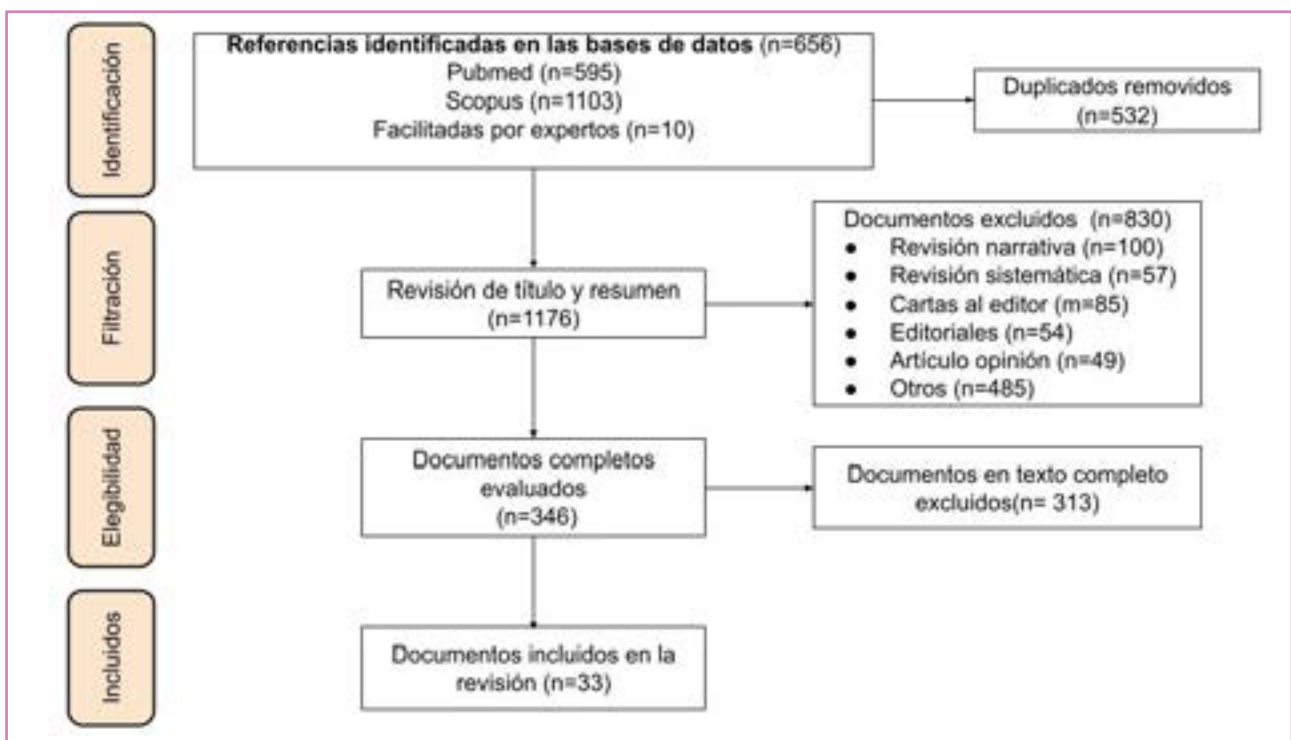 Identificación
Referencias identificadas en las bases de datos (n=656)
Pubmed (n=595)
Scopus (n=1103)
Facilitadas por expertos (n=10)
Duplicados removidos
(n=532)
Filtración
Revisión de título y resumen
(n=1176)
Documentos excluidos (n=830)
● Revisión narrativa (n=100)
● Revisión sistemática (n=57)
● Cartas al editor (m=85)
● Editoriales (n=54)
● Artículo opinión (n=49)
● Otros (n=485)
Elegibilidad
Documentos completos
evaluados
(n=346)
Documentos en texto completo
excluidos(n= 313)
Incluidos
Documentos incluidos en la
revisión (n=33)